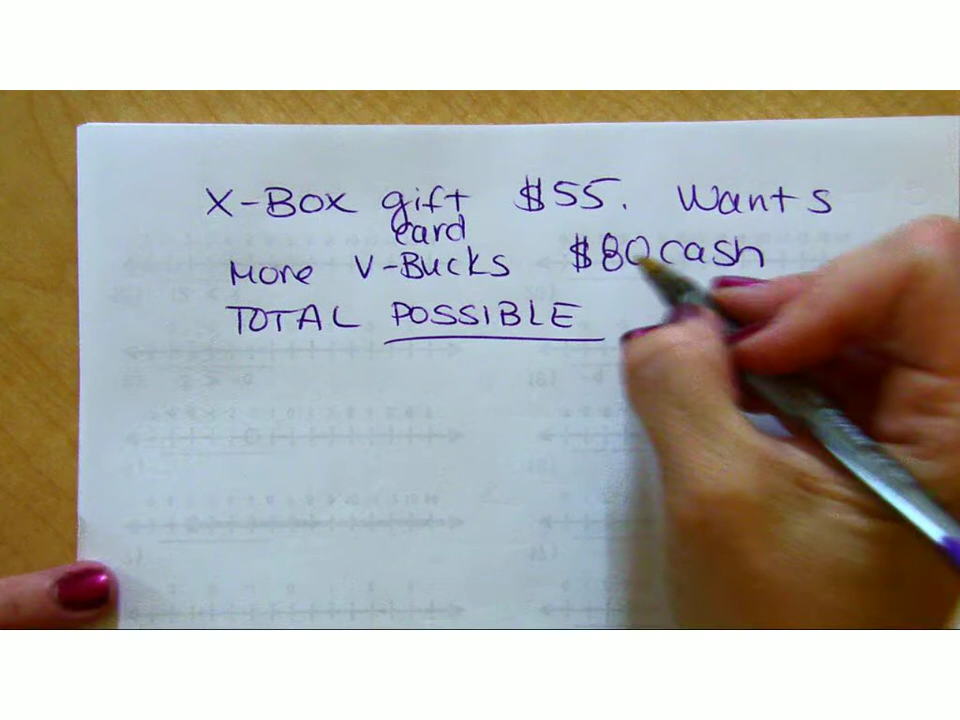 X-BOX gift $55. Wants
card
MORE V-BUCKS $80 cash
TOTAL POSSIBLE